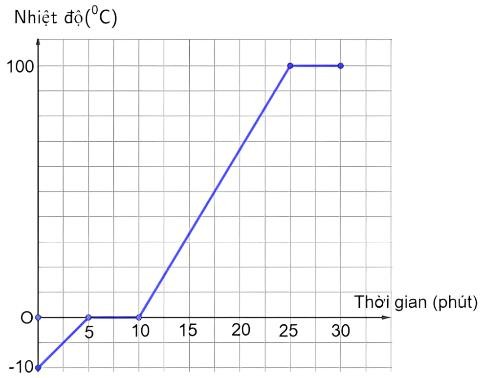 Nhiệt độ(⁰C)
100
Thời gian (phút)
O
5 10 15 20 25 30
-10